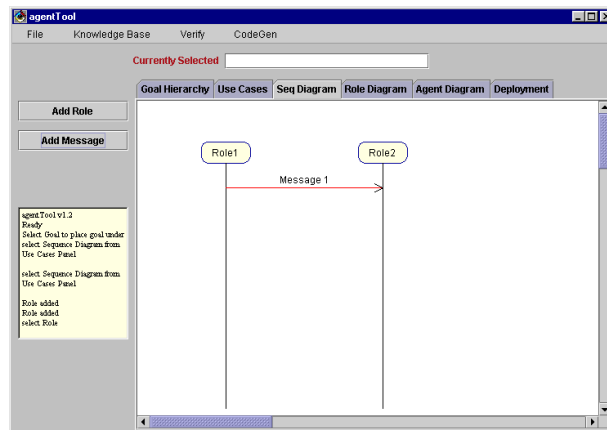 agentTool
File Knowledge Base Verify CodeGen
Currently Selected
Goal Hierarchy Use Cases Seq Diagram Role Diagram Agent Diagram Deployment
Add Role
Add Message
Role1 Role2
Message 1
agentTool v1.2
Ready
Select Goal to place goal under
select Sequence Diagram from
Use Cases Panel
select Sequence Diagram from
Use Cases Panel
Role added
Role added
select Role